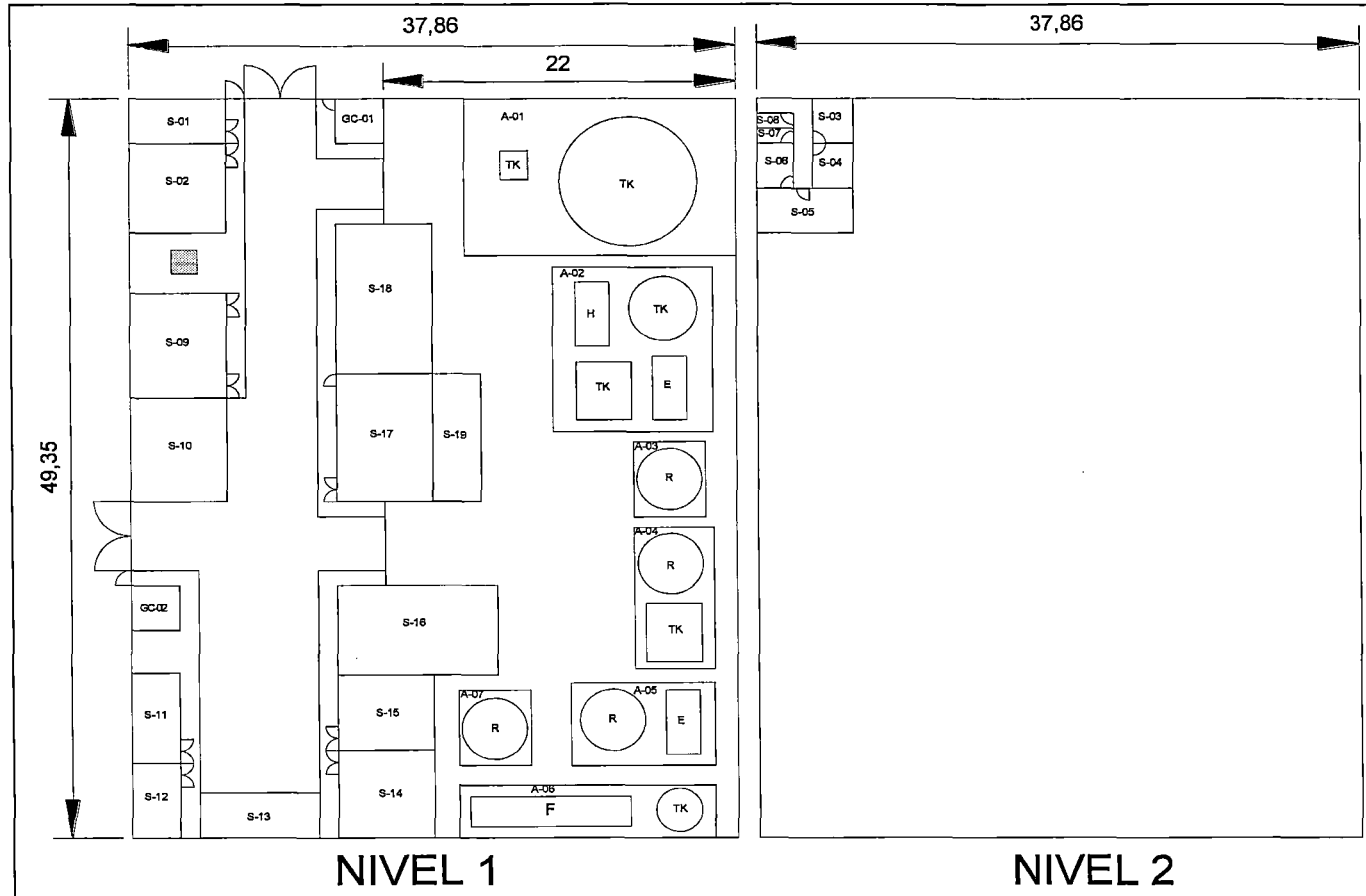 37,86
37,86
22
S-01
GC-01
A-01
S-08
S-03
S-07
TK
S-02
TK
S-06
S-04
S-05
A-02
S-18
H
TK
S-09
TK
E
S-17
S-19
S-10
A-03
49,35
R
A-04
R
GC-02
S-16
TK
A-07
A-05
S-11
S-15
R
R
E
A-06
S-12
S-14
F
TK
S-13
NIVEL 1
NIVEL 2